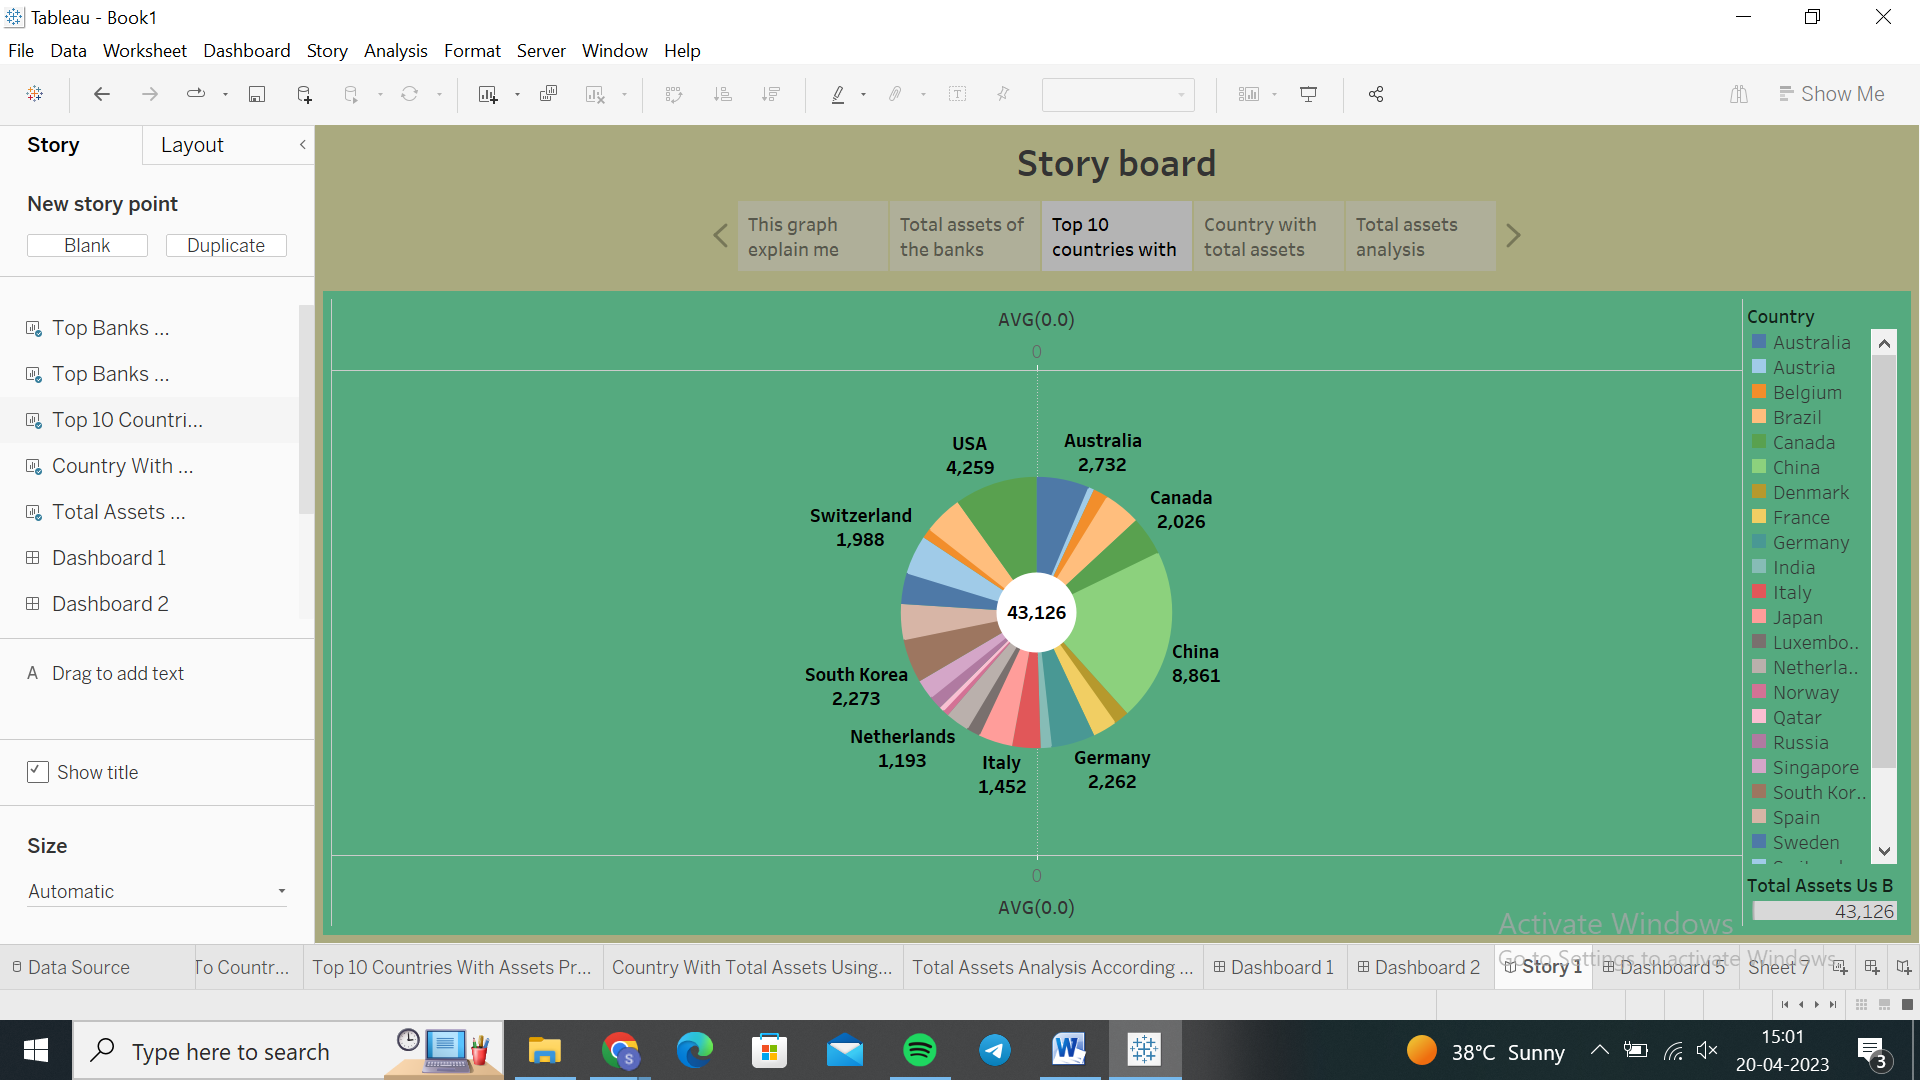 Tableau - Book1
File Data Worksheet Dashboard Story Analysis Format Server Window Help
Show Me
Story Layout
New story point
Blank Duplicate
Top Banks ...
Top Banks ...
Top 10 Countri...
Country With ...
Total Assets ...
Dashboard 1
Dashboard 2
A Drag to add text
Show title
Size
Automatic
Story board
This graph
explain me
Total assets of
the banks
Top 10
countries with
Country with
total assets
Total assets
analysis
AVG(0.0)
0
USA
4,259
Australia
2,732
Canada
2,026
Switzerland
1,988
43,126
China
8,861
South Korea
2,273
Netherlands
1,193
Italy
1,452
Germany
2,262
0
AVG(0.0)
Country
Australia
Austria
Belgium
Brazil
Canada
China
Denmark
France
Germany
India
Italy
Japan
Luxembo..
Netherla..
Norway
Qatar
Russia
Singapore
South Kor..
Spain
Sweden
Total Assets Us B
43,126
Activate Windows
Go to Settings to activate Windows.
Data Source To Countr... Top 10 Countries With Assets Pr... Country With Total Assets Using... Total Assets Analysis According ... Dashboard 1 Dashboard 2 Story 1 Dashboard 5 Sheet 7
Type here to search
S
W
38°C Sunny
15:01
20-04-2023
3